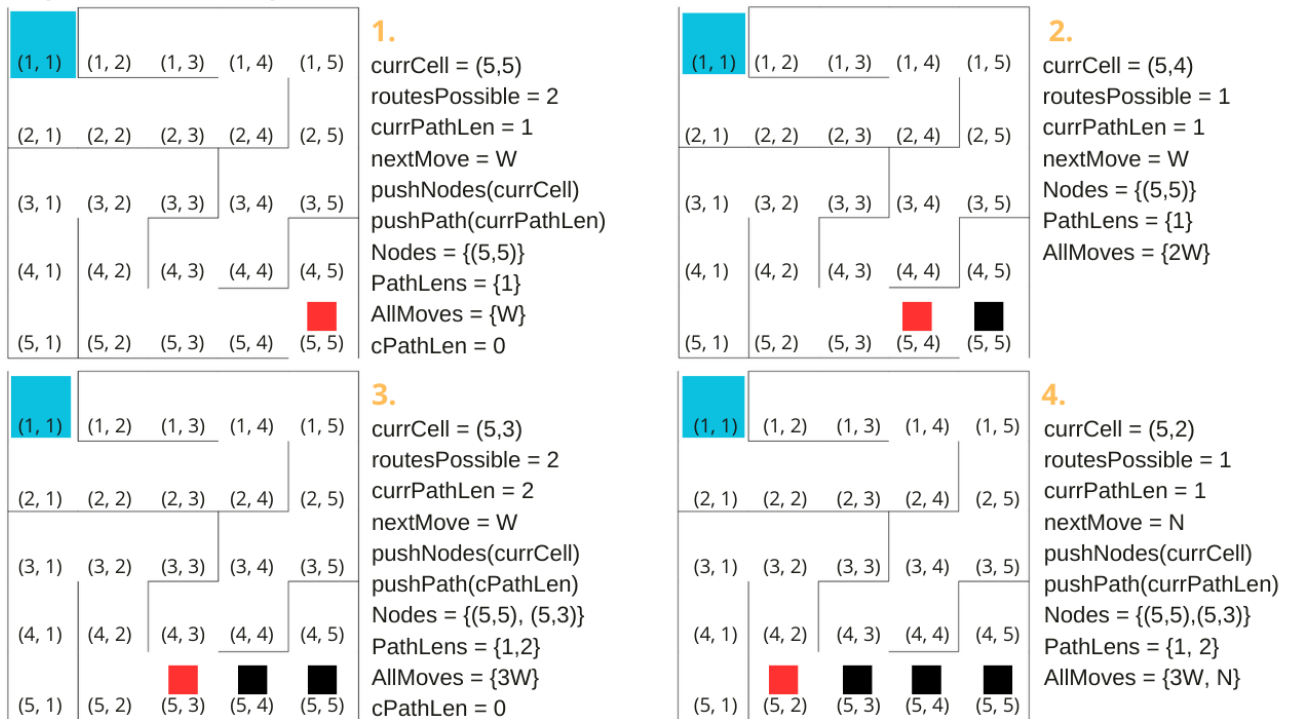 (1, 1) (1, 2) (1, 3) (1, 4) (1, 5)
(2, 1) (2, 2) (2, 3) (2, 4) (2, 5)
(3, 1) (3, 2) (3, 3) (3, 4) (3, 5)
(4, 1) (4, 2) (4, 3) (4, 4) (4, 5)
(5, 1) (5, 2) (5, 3) (5, 4) (5, 5)
1.
currCell = (5,5)
routesPossible = 2
currPathLen = 1
nextMove = W
pushNodes(currCell)
pushPath(currPathLen)
Nodes = {(5,5)}
PathLens = {1}
AllMoves = {W}
cPathLen = 0
(1, 1) (1, 2) (1, 3) (1, 4) (1, 5)
(2, 1) (2, 2) (2, 3) (2, 4) (2, 5)
(3, 1) (3, 2) (3, 3) (3, 4) (3, 5)
(4, 1) (4, 2) (4, 3) (4, 4) (4, 5)
(5, 1) (5, 2) (5, 3) (5, 4) (5, 5)
2.
currCell = (5,4)
routesPossible = 1
currPathLen = 1
nextMove = W
Nodes = {(5,5)}
PathLens = {1}
AllMoves = {2W}
(1, 1) (1, 2) (1, 3) (1, 4) (1, 5)
(2, 1) (2, 2) (2, 3) (2, 4) (2, 5)
(3, 1) (3, 2) (3, 3) (3, 4) (3, 5)
(4, 1) (4, 2) (4, 3) (4, 4) (4, 5)
(5, 1) (5, 2) (5, 3) (5, 4) (5, 5)
3.
currCell = (5,3)
routesPossible = 2
currPathLen = 2
nextMove = W
pushNodes(currCell)
pushPath(cPathLen)
Nodes = {(5,5), (5,3)}
PathLens = {1,2}
AllMoves = {3W}
cPathLen = 0
(1, 1) (1, 2) (1, 3) (1, 4) (1, 5)
(2, 1) (2, 2) (2, 3) (2, 4) (2, 5)
(3, 1) (3, 2) (3, 3) (3, 4) (3, 5)
(4, 1) (4, 2) (4, 3) (4, 4) (4, 5)
(5, 1) (5, 2) (5, 3) (5, 4) (5, 5)
4.
currCell = (5,2)
routesPossible = 1
currPathLen = 1
nextMove = N
pushNodes(currCell)
pushPath(currPathLen)
Nodes = {(5,5),(5,3)}
PathLens = {1, 2}
AllMoves = {3W, N}